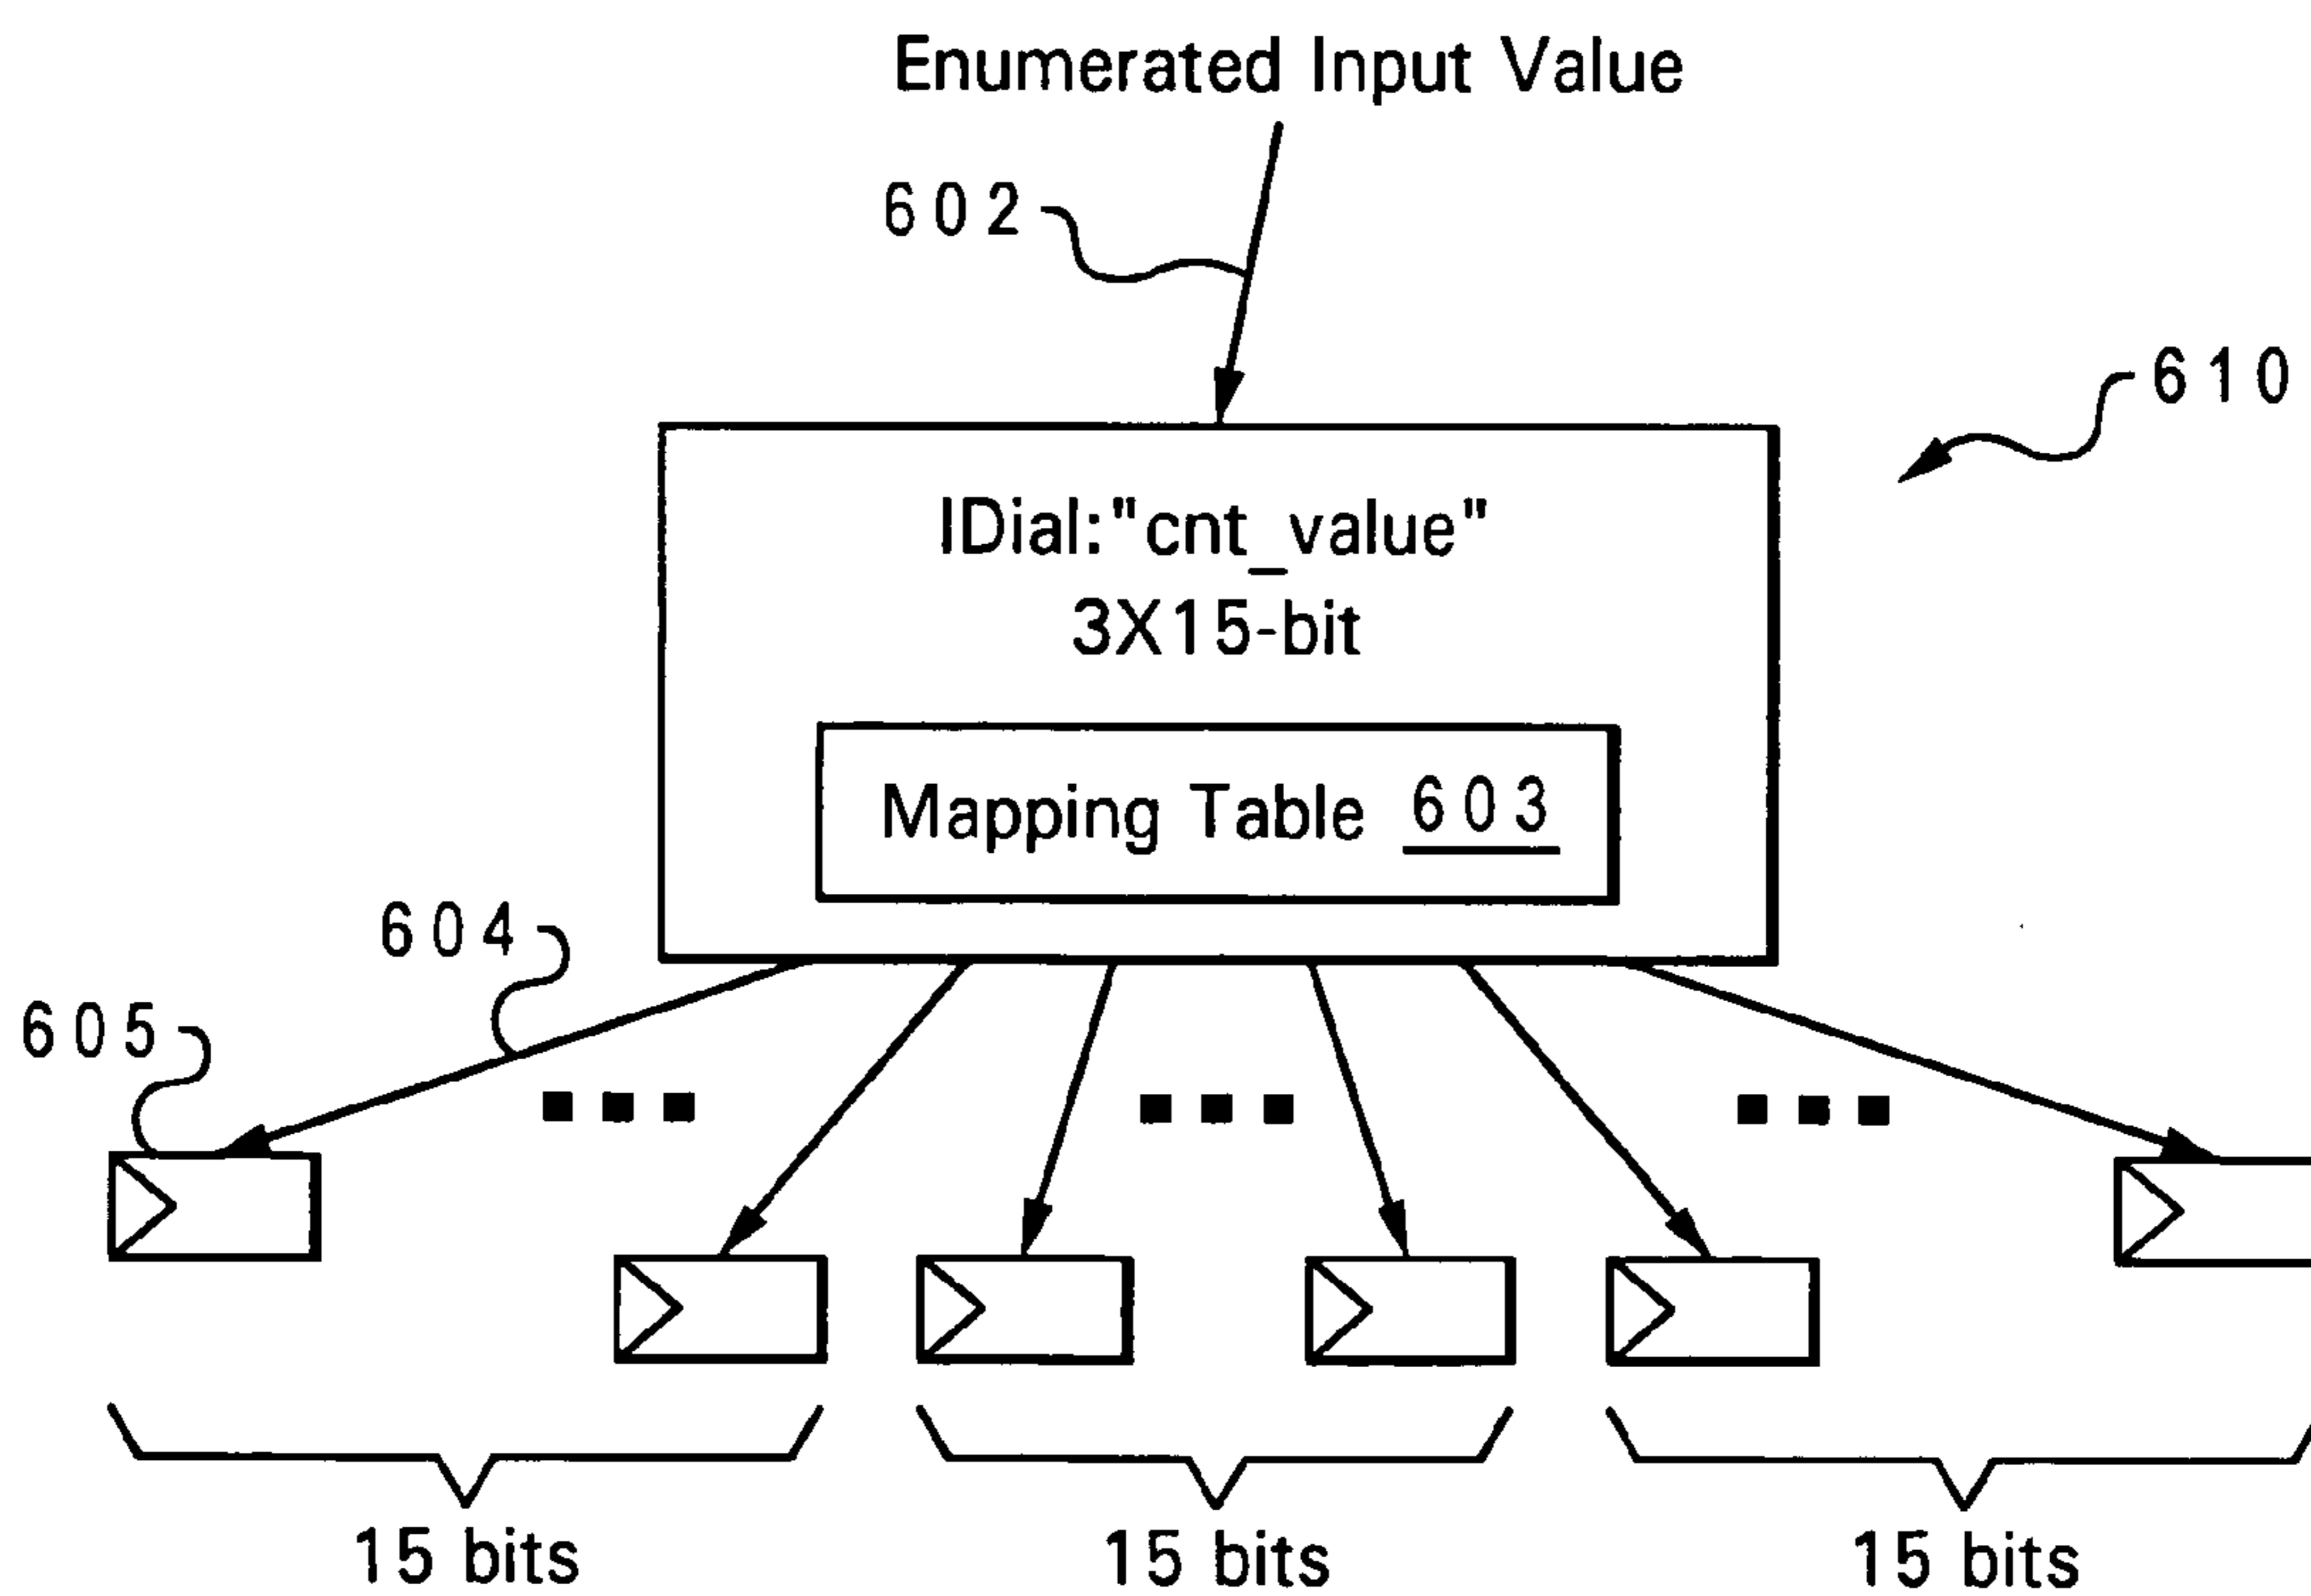 Enumerated Input Value
602
610
IDial:"cnt_value"
3X15-bit
Mapping Table 603
604
605
15 bits 15 bits 15 bits